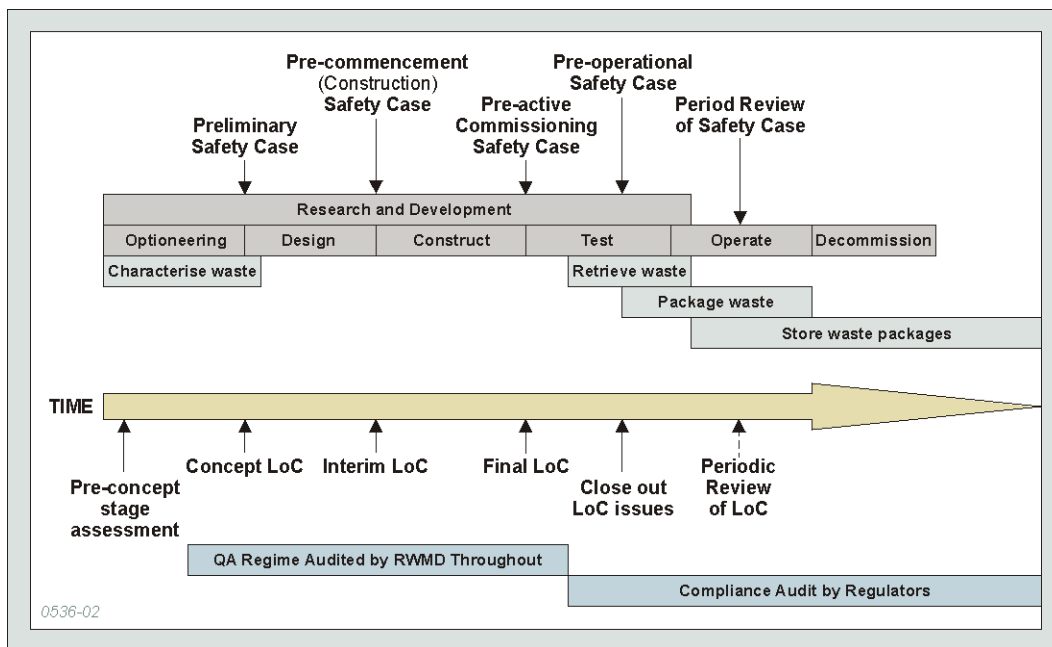 Pre-commencement
(Construction)
Safety Case
Pre-operational
Safety Case
Preliminary
Safety Case
Pre-active
Commissioning
Safety Case
Period Review
of Safety Case
Research and Development
Optioneering
Design
Construct
Test
Operate
Decommission
Characterise waste
Retrieve waste
Package waste
Store waste packages
TIME
Pre-concept
stage
assessment
Concept LoC
Interim LoC
Final LoC
Close out
LoC issues
Periodic
Review
of LoC
QA Regime Audited by RWMD Throughout
Compliance Audit by Regulators
0536-02